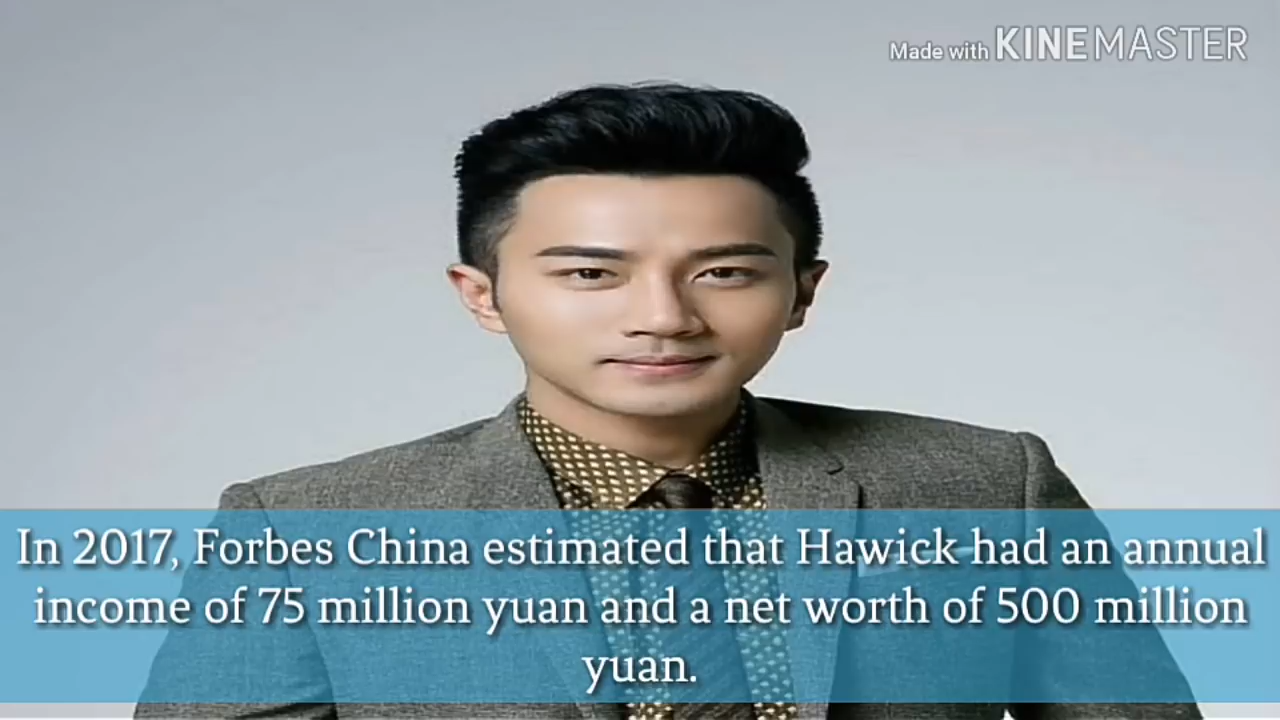 Made with KINEMASTER
In 2017, Forbes China estimated that Hawick had an annual
income of 75 million yuan and a net worth of 500 million
yuan.